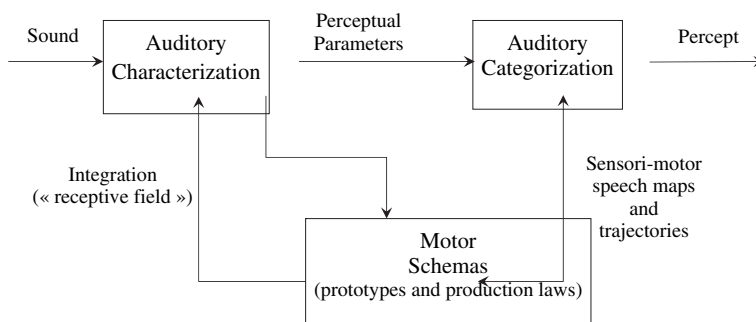 Sound
Auditory
Characterization
Perceptual
Parameters
Auditory
Categorization
Percept
Integration
(« receptive field »)
Sensori-motor
speech maps
and
trajectories
Motor
Schemas
(prototypes and production laws)